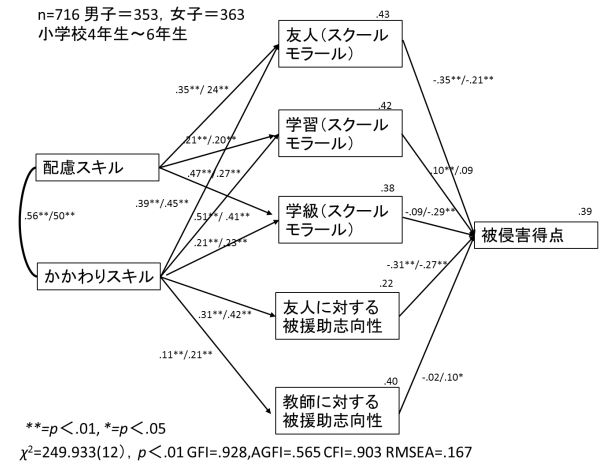 n=716 男子＝353，女子＝363
小学校4年生～6年生
.43
友人（スクール
モラール）
.35**/ 24**
-.35**/-.21**
.42
学習（スクール
モラール）
.21**/.20**
.10**/.09
配慮スキル
.47**/.27**
.38
.39**/.45**
学級（スクール
モラール）
.51**/ .41**
-.09/-.29**
.39
被侵害得点
.56**/50**
.21**/.23**
かかわりスキル
-.31**/-.27**
.22
友人に対する
被援助志向性
.31**/.42**
.11**/.21**
-.02/.10*
.40
教師に対する
被援助志向性
**=p＜.01, *=p＜.05
χ²=249.933(12)，p＜.01 GFI=.928,AGFI=.565 CFI=.903 RMSEA=.167